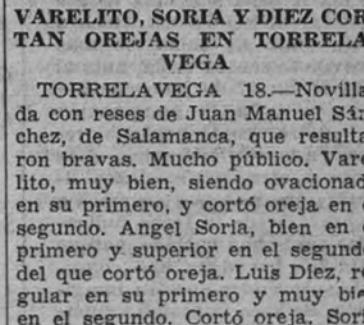 VARELITO, SORIA Y DIEZ COR
TAN OREJAS EN TORRELA
VEGA
TORRELAVEGA 18.—Novilla
da con reses de Juan Manuel Sán
chez, de Salamanca, que resulta
ron bravas. Mucho público. Vare
lito, muy bien, siendo ovacionad
en su primero, y cortó oreja en
segundo. Angel Soria, bien en
primero y superior en el segund
del que cortó oreja. Luis Díez, re
gular en su primero y muy bie
en el segundo. Cortó oreja. Sori